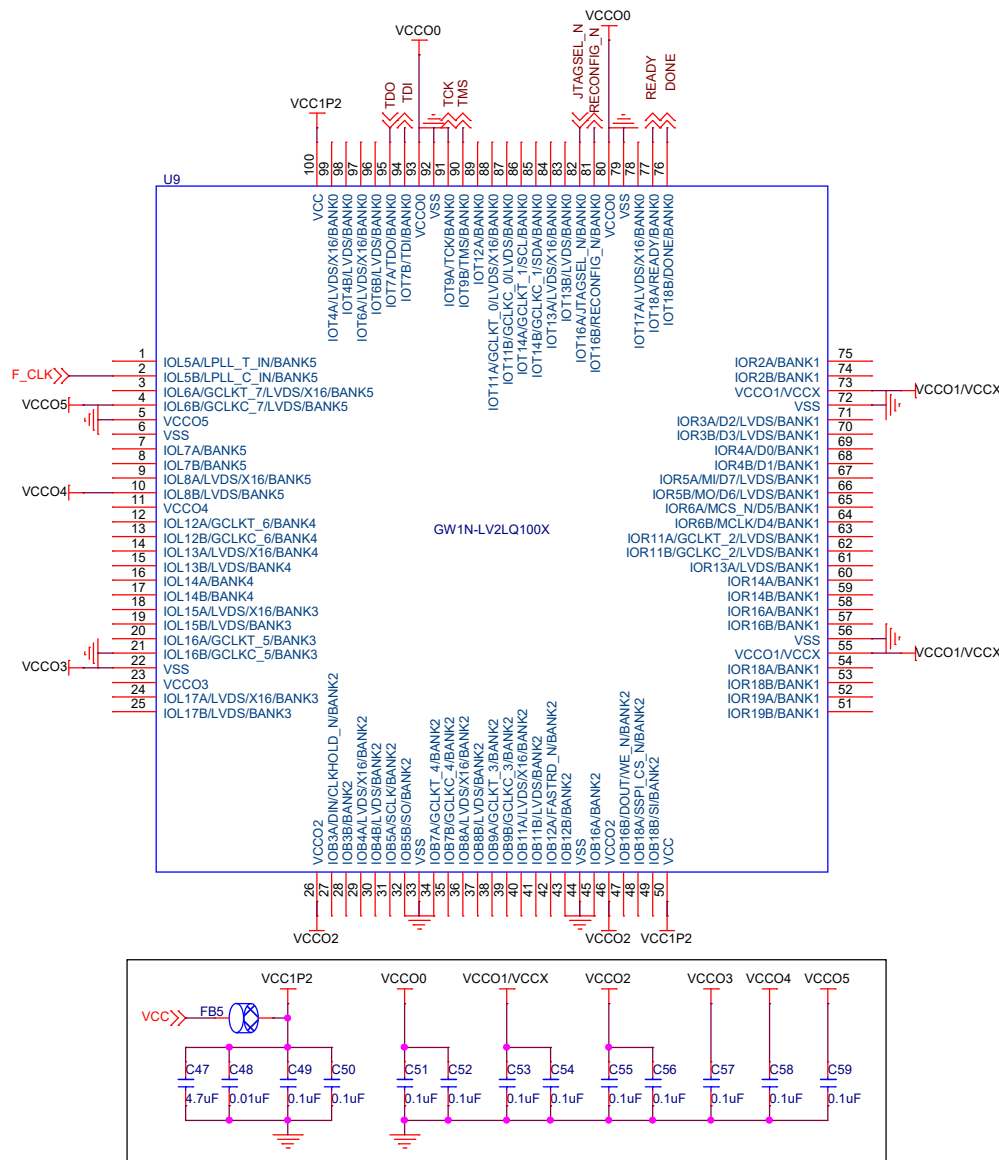 VCCO0
VCCO0
VCC1P2
TDO
TDI
TCK
TMS
JTAGSEL_N
RECONFIG_N
READY
DONE
100
99
98
97
96
95
94
93
92
91
90
89
88
87
86
85
84
83
82
81
80
79
78
77
76
U9
VCC
IOT4A/LVDS/X16/BANK0
IOT4B/LVDS/BANK0
IOT6A/LVDS/X16/BANK0
IOT6B/LVDS/BANK0
IOT7A/TDO/BANK0
IOT7B/TDI/BANK0
VCCO0
VSS
IOT9A/TCK/BANK0
IOT9B/TMS/BANK0
IOT12A/BANK0
IOT11A/GCLKT_0/LVDS/X16/BANK0
IOT11B/GCLKC_0/LVDS/BANK0
IOT14A/GCLKT_1/SCL/BANK0
IOT14B/GCLKC_1/SDA/BANK0
IOT13A/LVDS/X16/BANK0
IOT13B/LVDS/BANK0
IOT16A/JTAGSEL_N/BANK0
IOT16B/RECONFIG_N/BANK0
VCCO0
VSS
IOT17A/LVDS/X16/BANK0
IOT18A/READY/BANK0
IOT18B/DONE/BANK0
F_CLK
VCCO5
VCCO4
VCCO3
1
2
3
4
5
6
7
8
9
10
11
12
13
14
15
16
17
18
19
20
21
22
23
24
25
IOL5A/LPLL_T_IN/BANK5
IOL5B/LPLL_C_IN/BANK5
IOL6A/GCLKT_7/LVDS/X16/BANK5
IOL6B/GCLKC_7/LVDS/BANK5
VCCO5
VSS
IOL7A/BANK5
IOL7B/BANK5
IOL8A/LVDS/X16/BANK5
IOL8B/LVDS/BANK5
VCCO4
IOL12A/GCLKT_6/BANK4
IOL12B/GCLKC_6/BANK4
IOL13A/LVDS/X16/BANK4
IOL13B/LVDS/BANK4
IOL14A/BANK4
IOL14B/BANK4
IOL15A/LVDS/X16/BANK3
IOL15B/LVDS/BANK3
IOL16A/GCLKT_5/BANK3
IOL16B/GCLKC_5/BANK3
VSS
VCCO3
IOL17A/LVDS/X16/BANK3
IOL17B/LVDS/BANK3
GW1N-LV2LQ100X
IOR2A/BANK1
IOR2B/BANK1
VCCO1/VCCX
VSS
IOR3A/D2/LVDS/BANK1
IOR3B/D3/LVDS/BANK1
IOR4A/D0/BANK1
IOR4B/D1/BANK1
IOR5A/MI/D7/LVDS/BANK1
IOR5B/MO/D6/LVDS/BANK1
IOR6A/MCS_N/D5/BANK1
IOR6B/MCLK/D4/BANK1
IOR11A/GCLKT_2/LVDS/BANK1
IOR11B/GCLKC_2/LVDS/BANK1
IOR13A/LVDS/BANK1
IOR14A/BANK1
IOR14B/BANK1
IOR16A/BANK1
IOR16B/BANK1
VSS
VCCO1/VCCX
IOR18A/BANK1
IOR18B/BANK1
IOR19A/BANK1
IOR19B/BANK1
75
74
73
72
71
70
69
68
67
66
65
64
63
62
61
60
59
58
57
56
55
54
53
52
51
VCCO1/VCCX
VCCO1/VCCX
VCCO2
IOB3A/DIN/CLKHOLD_N/BANK2
IOB3B/BANK2
IOB4A/LVDS/X16/BANK2
IOB4B/LVDS/BANK2
IOB5A/SCLK/BANK2
IOB5B/SO/BANK2
VSS
IOB7A/GCLKT_4/BANK2
IOB7B/GCLKC_4/BANK2
IOB8A/LVDS/X16/BANK2
IOB8B/LVDS/BANK2
IOB9A/GCLKT_3/BANK2
IOB9B/GCLKC_3/BANK2
IOB11A/LVDS/X16/BANK2
IOB11B/LVDS/BANK2
IOB12A/FASTRD_N/BANK2
IOB12B/BANK2
VSS
IOB16A/BANK2
VCCO2
IOB16B/DOUT/WE_N/BANK2
IOB18A/SSPI_CS_N/BANK2
IOB18B/SI/BANK2
VCC
26
27
28
29
30
31
32
33
34
35
36
37
38
39
40
41
42
43
44
45
46
47
48
49
50
VCCO2
VCCO2
VCC1P2
VCC1P2
VCCO0
VCCO1/VCCX
VCCO2
VCCO3
VCCO4
VCCO5
VCC
FB5
C47
C48
C49
C50
C51
C52
C53
C54
C55
C56
C57
C58
C59
4.7uF
0.01uF
0.1uF
0.1uF
0.1uF
0.1uF
0.1uF
0.1uF
0.1uF
0.1uF
0.1uF
0.1uF
0.1uF